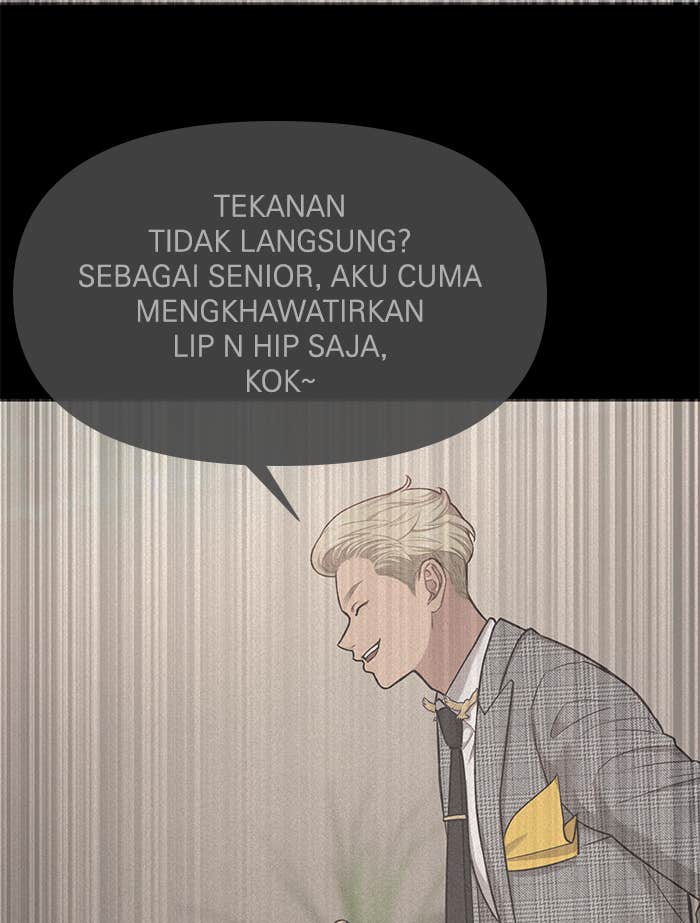 TEKANAN
TIDAK LANGSUNG?
SEBAGAI SENIOR, AKU CUMA
MENGKHAWATIRKAN
LIP N HIP SAJA,
KOK~